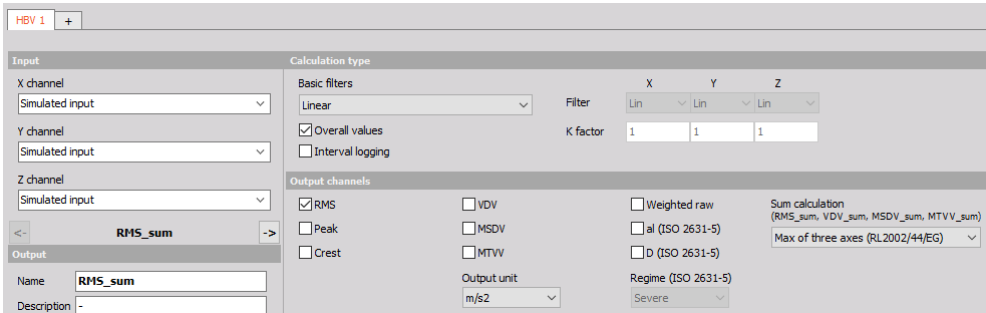 HBV 1 +
Input
X channel
Simulated input
Y channel
Simulated input
Z channel
Simulated input
<- RMS_sum ->
Output
Name RMS_sum
Description -
Calculation type
Basic filters
Linear
Overall values
Interval logging
X Y Z
Filter Lin Lin Lin
K factor 1 1 1
Output channels
RMS VDV Weighted raw
Peak MSDV al (ISO 2631-5)
Crest MTVV D (ISO 2631-5)
Output unit Regime (ISO 2631-5)
m/s2 Severe
Sum calculation
(RMS_sum, VDV_sum, MSDV_sum, MTVV_sum)
Max of three axes (RL2002/44/EG)